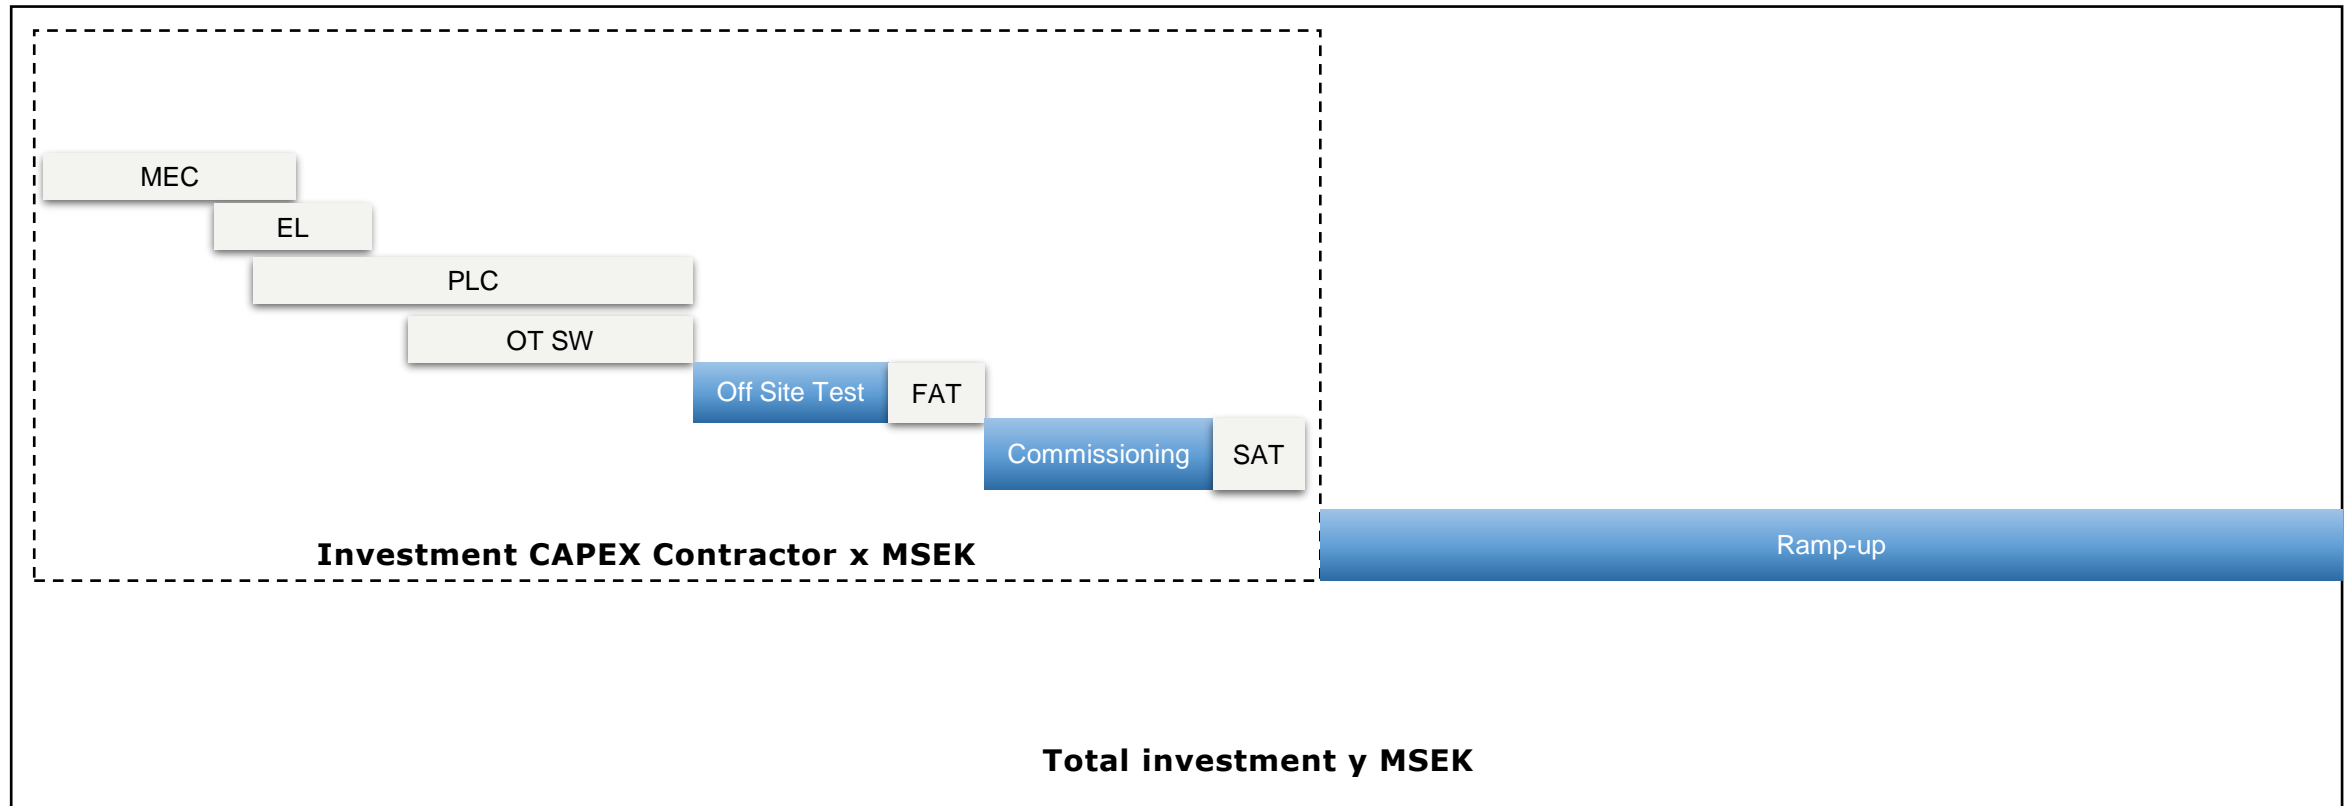 MEC
EL
PLC
OT SW
Off Site Test
FAT
Commissioning
SAT
Ramp-up
Investment CAPEX Contractor x MSEK
Total investment y MSEK